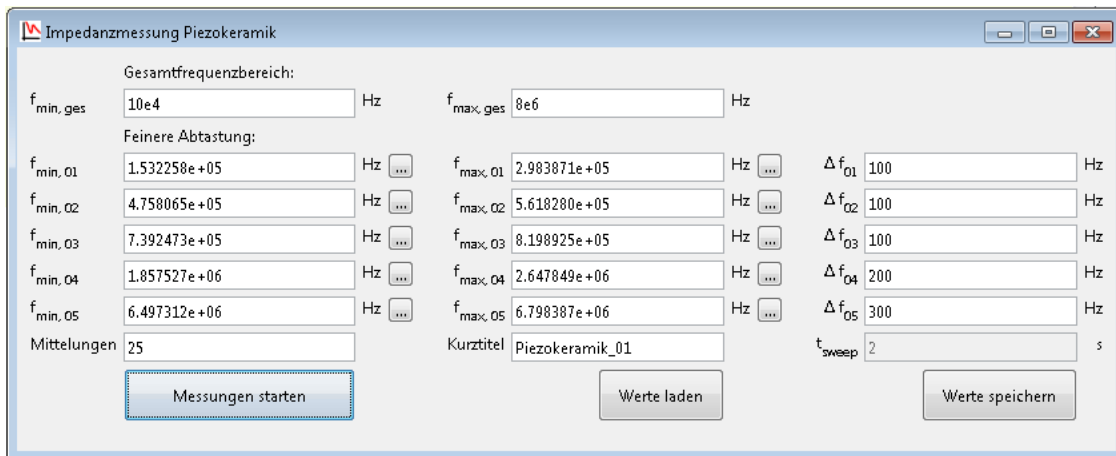 Impedanzmessung Piezokeramik
Gesamtfrequenzbereich:
f min, ges 10e4 Hz f max, ges 8e6 Hz
Feinere Abtastung:
f min, 01 1.532258e+05 Hz ... f max, 01 2.983871e+05 Hz ... Δ f 01 100 Hz
f min, 02 4.758065e+05 Hz ... f max, 02 5.618280e+05 Hz ... Δ f 02 100 Hz
f min, 03 7.392473e+05 Hz ... f max, 03 8.198925e+05 Hz ... Δ f 03 100 Hz
f min, 04 1.857527e+06 Hz ... f max, 04 2.647849e+06 Hz ... Δ f 04 200 Hz
f min, 05 6.497312e+06 Hz ... f max, 05 6.798387e+06 Hz ... Δ f 05 300 Hz
Mittelungen 25 Kurztitel Piezokeramik_01 t sweep 2 s
Messungen starten Werte laden Werte speichern